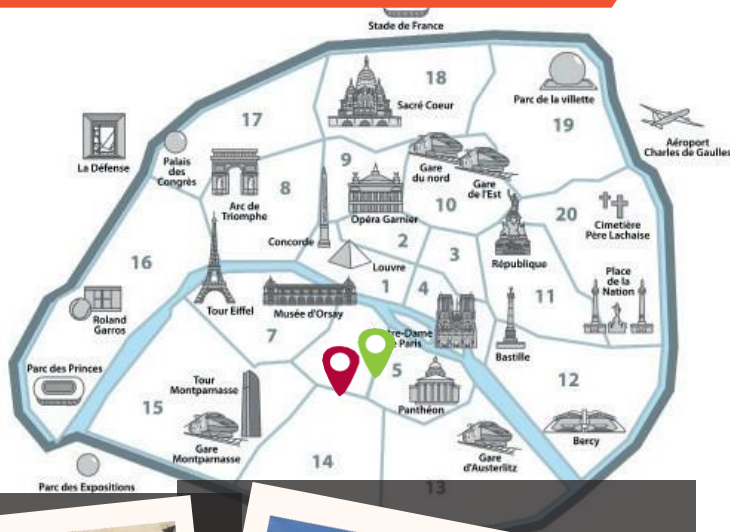 Stade de France
18
Sacré Coeur
Parc de la villette
17
19
Aéroport
Charles de Gaulles
La Défense
Palais
des
Congrès
9
Gare
du nord
Gare
de l'Est
8
Arc de
Triomphe
Opéra Garnier
10
20
Cimetière
Père Lachaise
Concorde
2
3
République
16
Louvre
Place
de la
Nation
1
4
11
Roland
Garros
Tour Eiffel
Musée d'Orsay
7
tre-Dame
e Paris
Bastille
Parc des Princes
5
12
Tour
Montparnasse
15
Panthéon
Gare
Montparnasse
Bercy
14
Gare
d'Austerlitz
Parc des Expositions
13